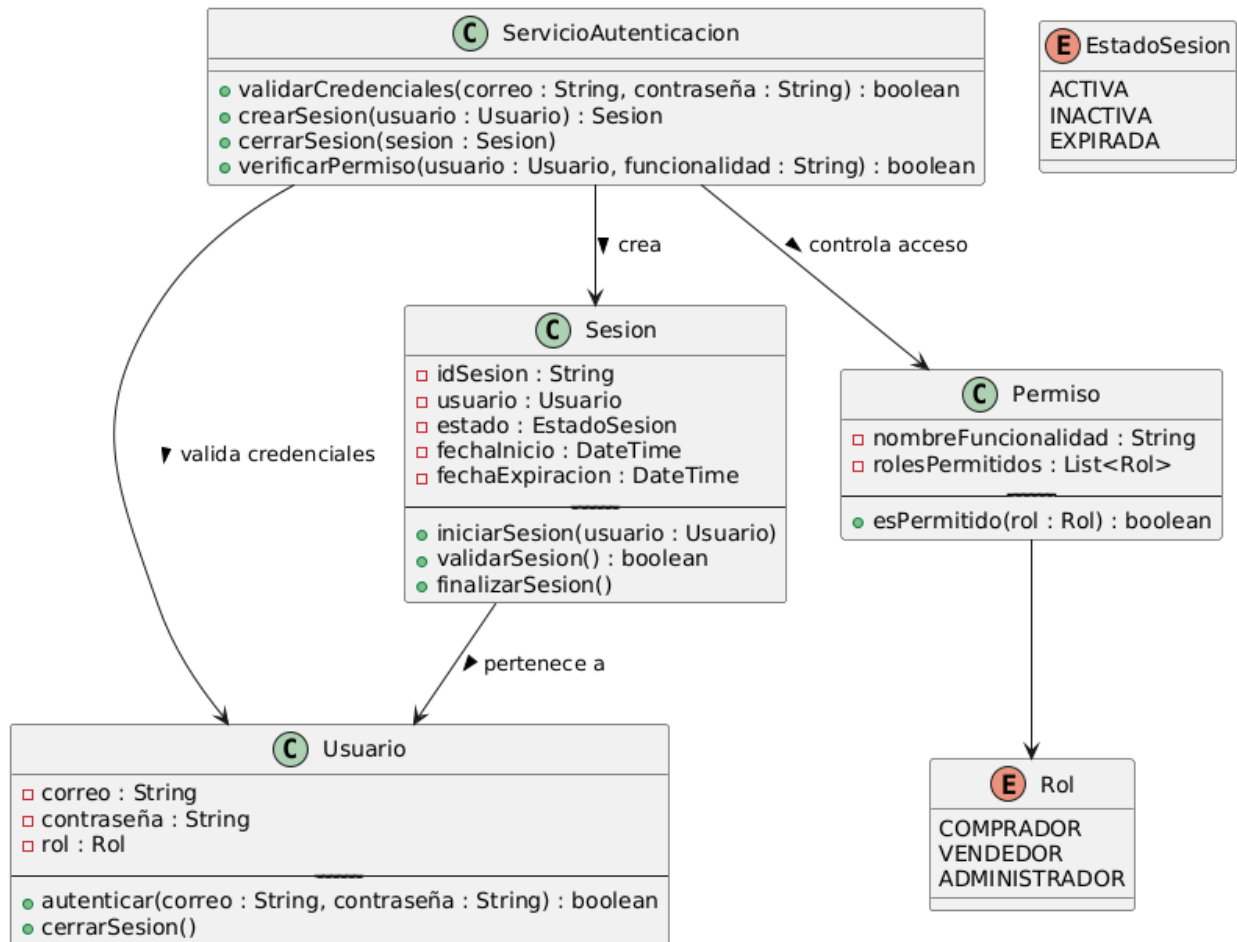 C ServicioAutenticacion
validarCredenciales(correo : String, contraseña : String) : boolean
crearSesion(usuario : Usuario) : Sesion
cerrarSesion(sesion : Sesion)
verificarPermiso(usuario : Usuario, funcionalidad : String) : boolean
E EstadoSesion
ACTIVA
INACTIVA
EXPIRADA
crea
controla acceso
valida credenciales
C Sesion
idSesion : String
usuario : Usuario
estado : EstadoSesion
fechaInicio : DateTime
fechaExpiracion : DateTime
iniciarSesion(usuario : Usuario)
validarSesion() : boolean
finalizarSesion()
C Permiso
nombreFuncionalidad : String
rolesPermitidos : List<Rol>
esPermitido(rol : Rol) : boolean
pertenece a
C Usuario
correo : String
contraseña : String
rol : Rol
autenticar(correo : String, contraseña : String) : boolean
cerrarSesion()
E Rol
COMPRADOR
VENDEDOR
ADMINISTRADOR